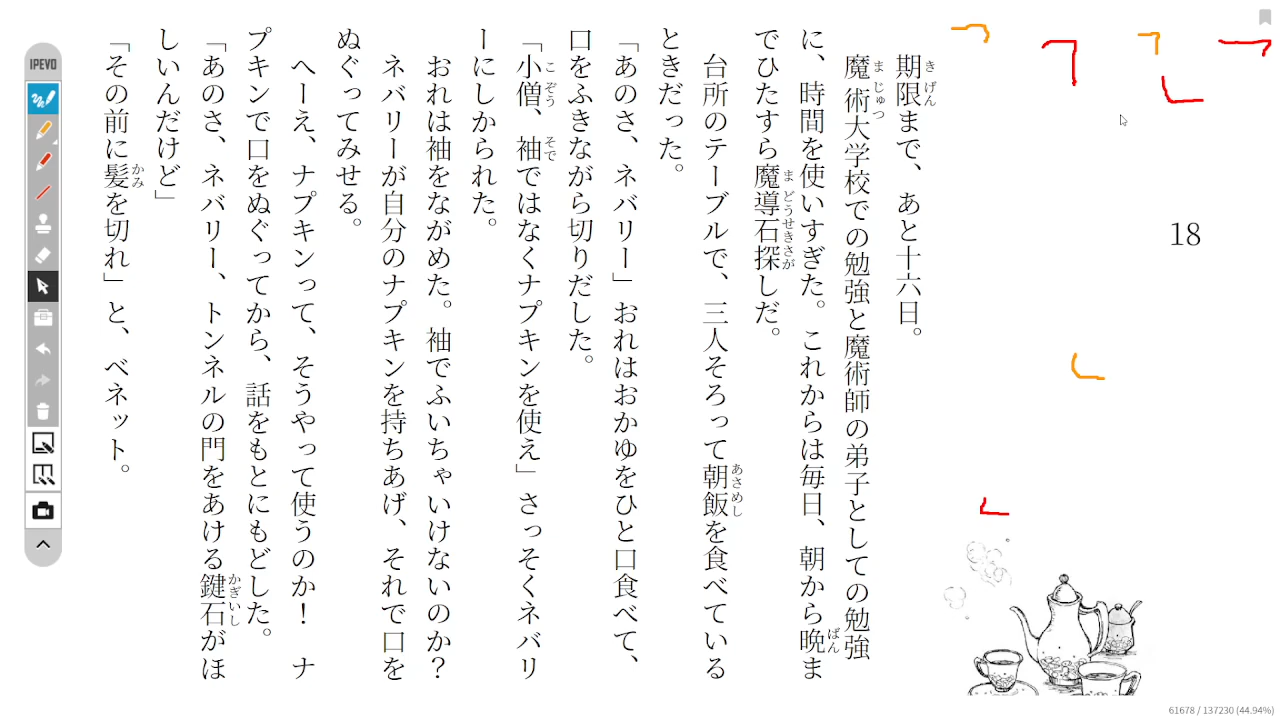 18
期限まで、あと十六日。
魔術大学校での勉強と魔術師の弟子としての勉強
に、時間を使いすぎた。これからは毎日、朝から晩ま
でひたすら魔導石探しだ。
台所のテーブルで、三人そろって朝飯を食べている
ときだった。
「あのさ、ネバリー」おれはおかゆをひと口食べて、
口をふきながら切りだした。
「小僧、袖ではなくナプキンを使え」さっそくネバリ
ーにしかられた。
おれは袖をながめた。袖でふいちゃいけないのか?
ネバリーが自分のナプキンを持ちあげ、それで口を
ぬぐってみせる。
へーえ、ナプキンって、そうやって使うのか! ナ
プキンで口をぬぐってから、話をもとにもどした。
「あのさ、ネバリー、トンネルの門をあける鍵石がほ
しいんだけど」
「その前に髪を切れ」と、ベネット。
IPEVO
61678 / 137230 (44.94%)